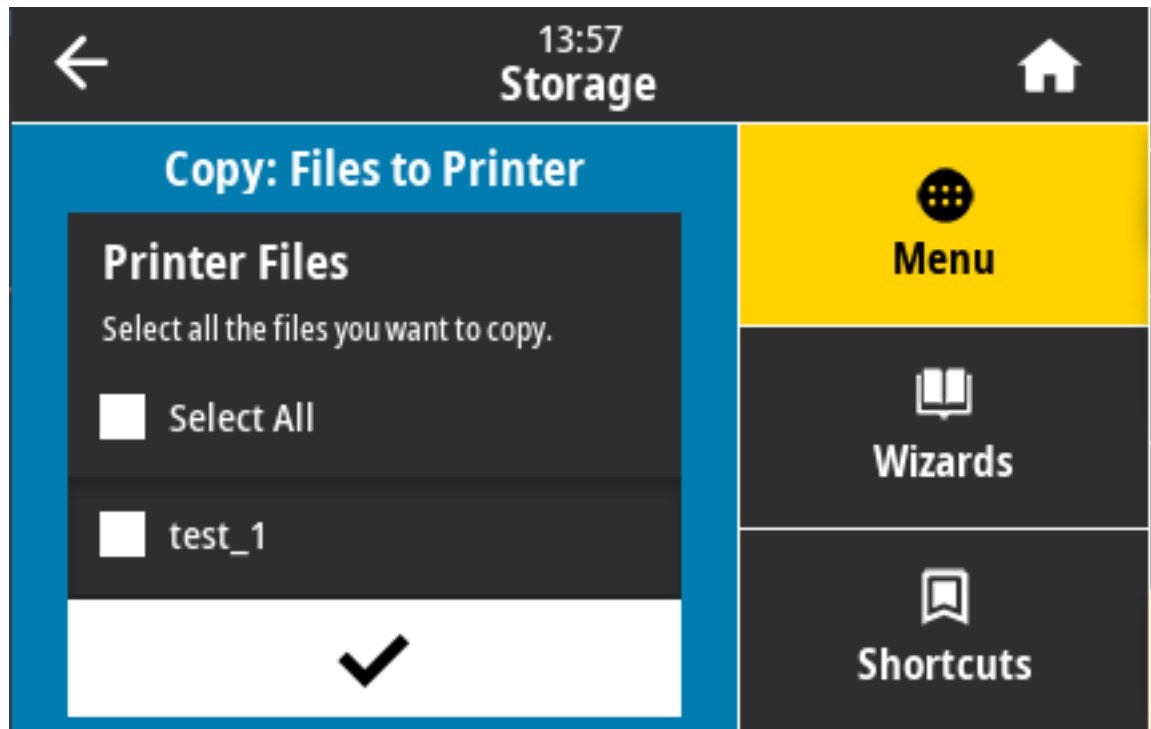 13:57
Storage
Copy: Files to Printer
Printer Files
Select all the files you want to copy.
Select All
test_1
Menu
Wizards
Shortcuts